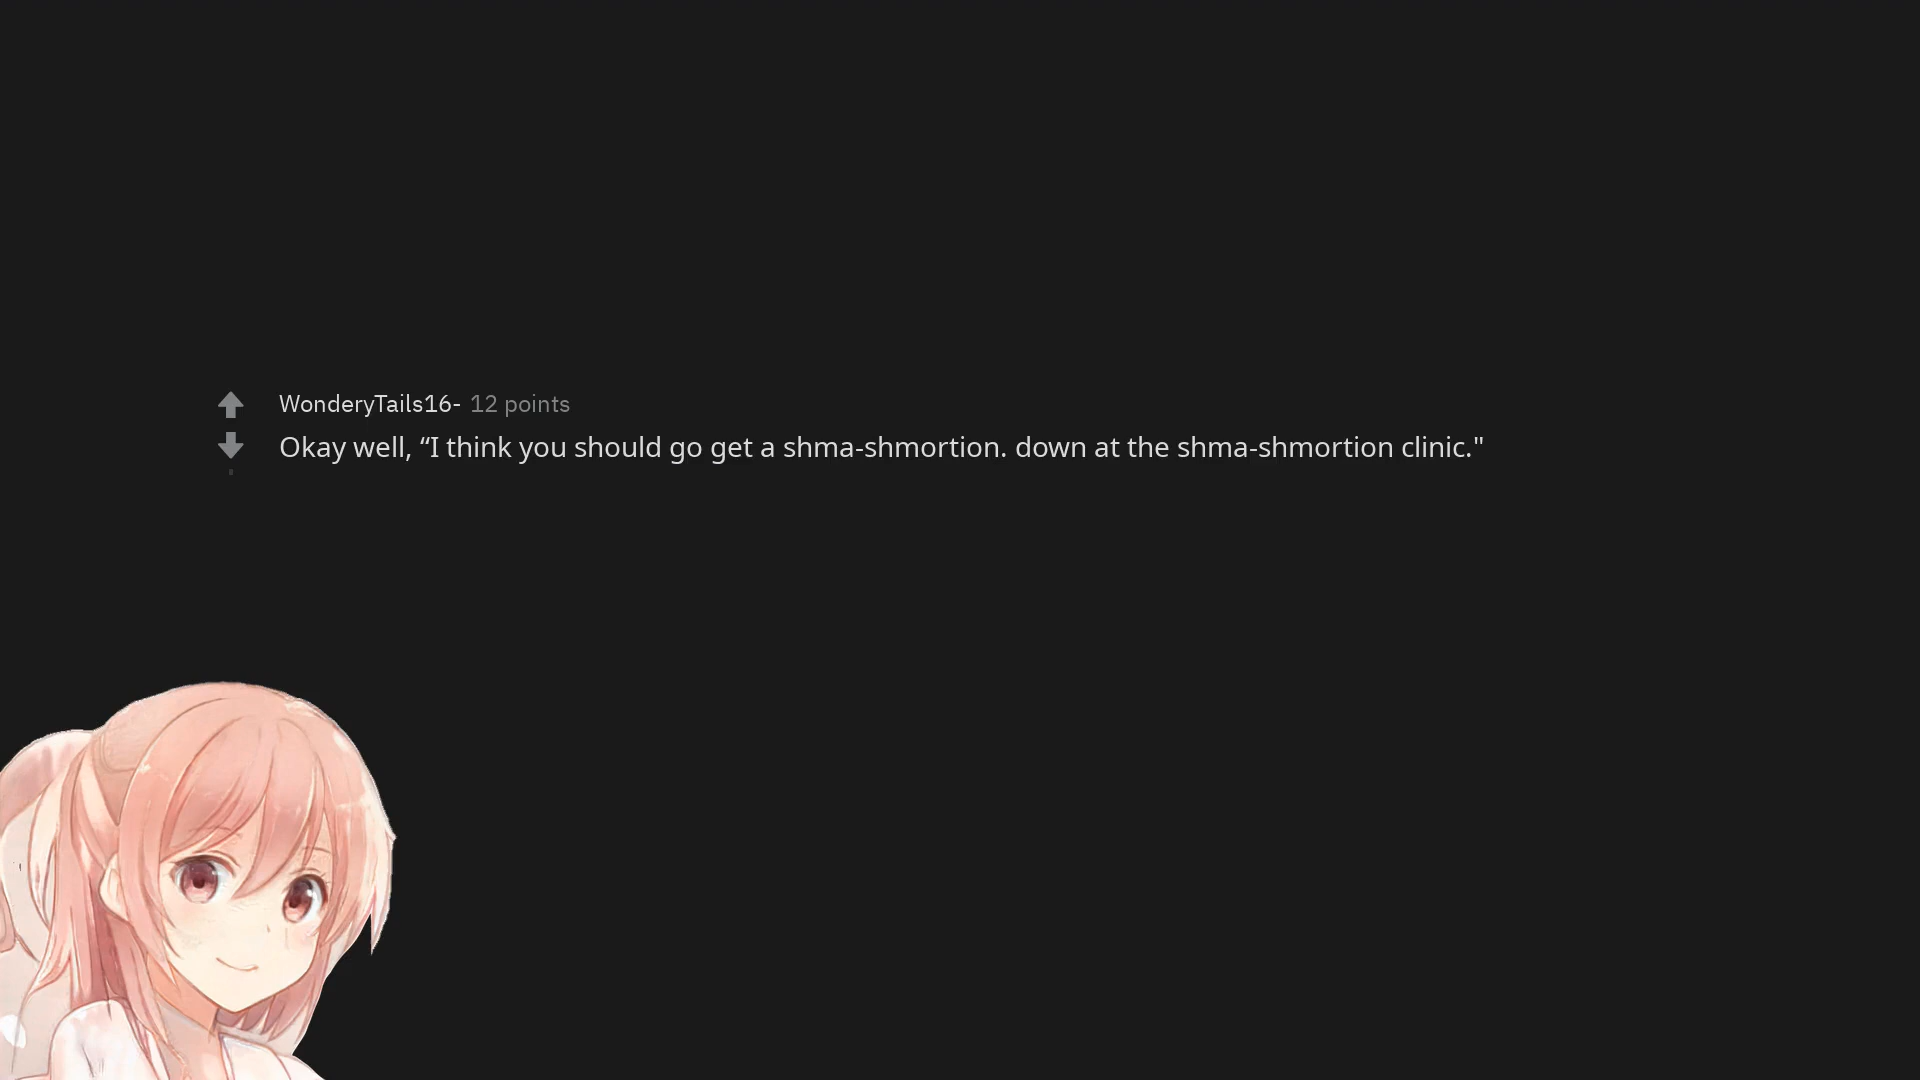 WonderyTails16- 12 points
Okay well, “I think you should go get a shma-shmortion. down at the shma-shmortion clinic."